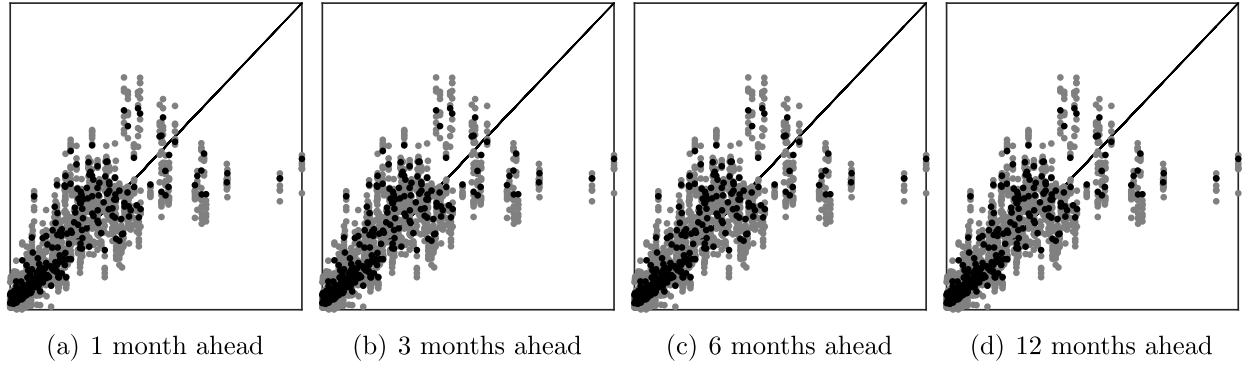 (a) 1 month ahead
(b) 3 months ahead
(c) 6 months ahead
(d) 12 months ahead